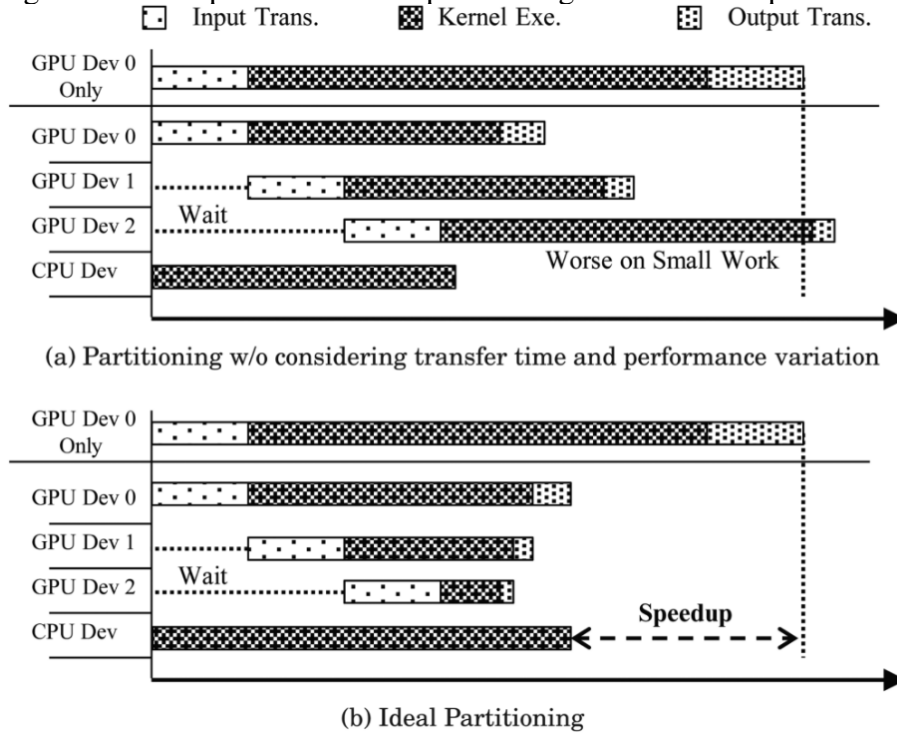 Input Trans. Kernel Exe. Output Trans.
GPU Dev 0
Only
GPU Dev 0
GPU Dev 1
Wait
GPU Dev 2
Worse on Small Work
CPU Dev
(a) Partitioning w/o considering transfer time and performance variation
GPU Dev 0
Only
GPU Dev 0
GPU Dev 1
Wait
GPU Dev 2
Speedup
CPU Dev
(b) Ideal Partitioning